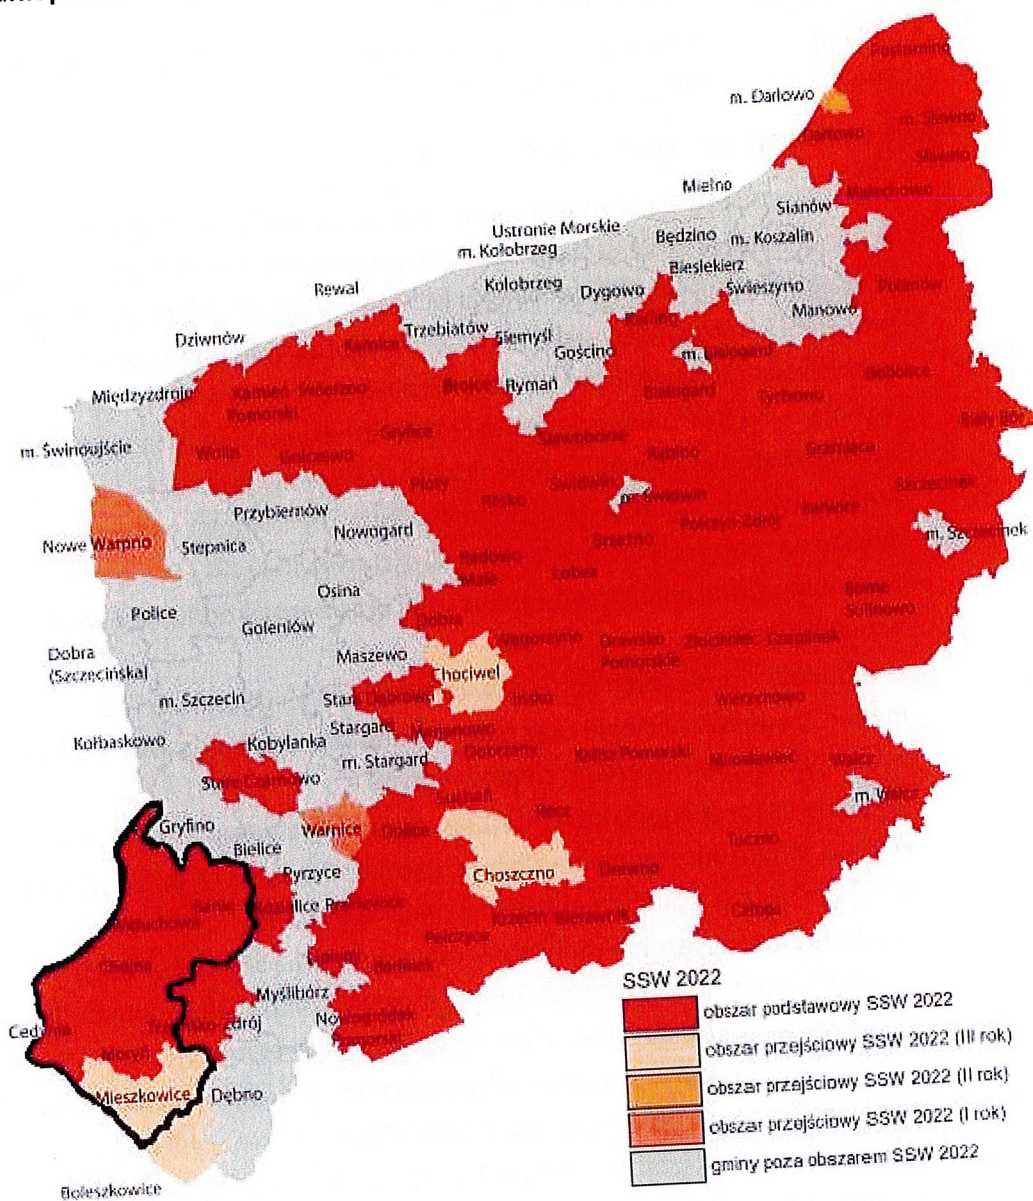 Postomino
m. Darłowo
Darłowo
m. Sławno
Sławno
Mielno
Malechowo
Sianów
Ustronie Morskie
Będzino
m. Koszalin
m. Kołobrzeg
Biesiekierz
Rewal
Kołobrzeg
Dygowo
Świeszyno
Polanów
Manowo
Karlino
Dziwnów
Trzebiatów
Siemyśl
Karnice
Gościno
m. Białogard
Bobolice
Międzyzdroje
Kamień
Pomorski
Świerzno
Brojce
Rymań
Białogard
Tychowo
Biały Bór
m. Świnoujście
Wolin
Golczewo
Gryfice
Sławoborze
Rąbino
Grzmiąca
Płoty
Resko
Świdwin
m. Świdwin
Szczecinek
Przybiernów
Połczyn-Zdrój
Barwice
Nowe Warpno
Stepnica
Nowogard
Brzeżno
m. Szczecinek
Radowo
Małe
Łobez
Osina
Borne
Sulinowo
Police
Goleniów
Dobra
Węgorzyno
Drawsko
Pomorskie
Złocieniec
Czaplinek
Dobra
(Szczecińska)
Maszewo
Chociwel
m. Szczecin
Stara Dąbrowa
Ińsko
Wierzchowo
Kołbaskowo
Kobylanka
Stargard
Marianowo
m. Stargard
Dobrzany
Kalisz Pomorski
Mirosławiec
Wałcz
Stare Czarnowo
Suchań
m. Wałcz
Gryfino
Warnice
Dolice
Recz
Tuczno
Bielice
Pyrzyce
Choszczno
Drawno
Banie
Kozielice
Przelewice
Widuchowa
Krzęcin
Bierzwnik
Człopa
Pełczyce
Chojna
Lipiany
Barlinek
Myślibórz
Cedynia
Trzcińsko-Zdrój
Nowogródek
Pomorski
Moryń
Mieszkowice
Dębno
Boleszkowice
SSW 2022
obszar podstawowy SSW 2022
obszar przejściowy SSW 2022 (III rok)
obszar przejściowy SSW 2022 (II rok)
obszar przejściowy SSW 2022 (I rok)
gminy poza obszarem SSW 2022